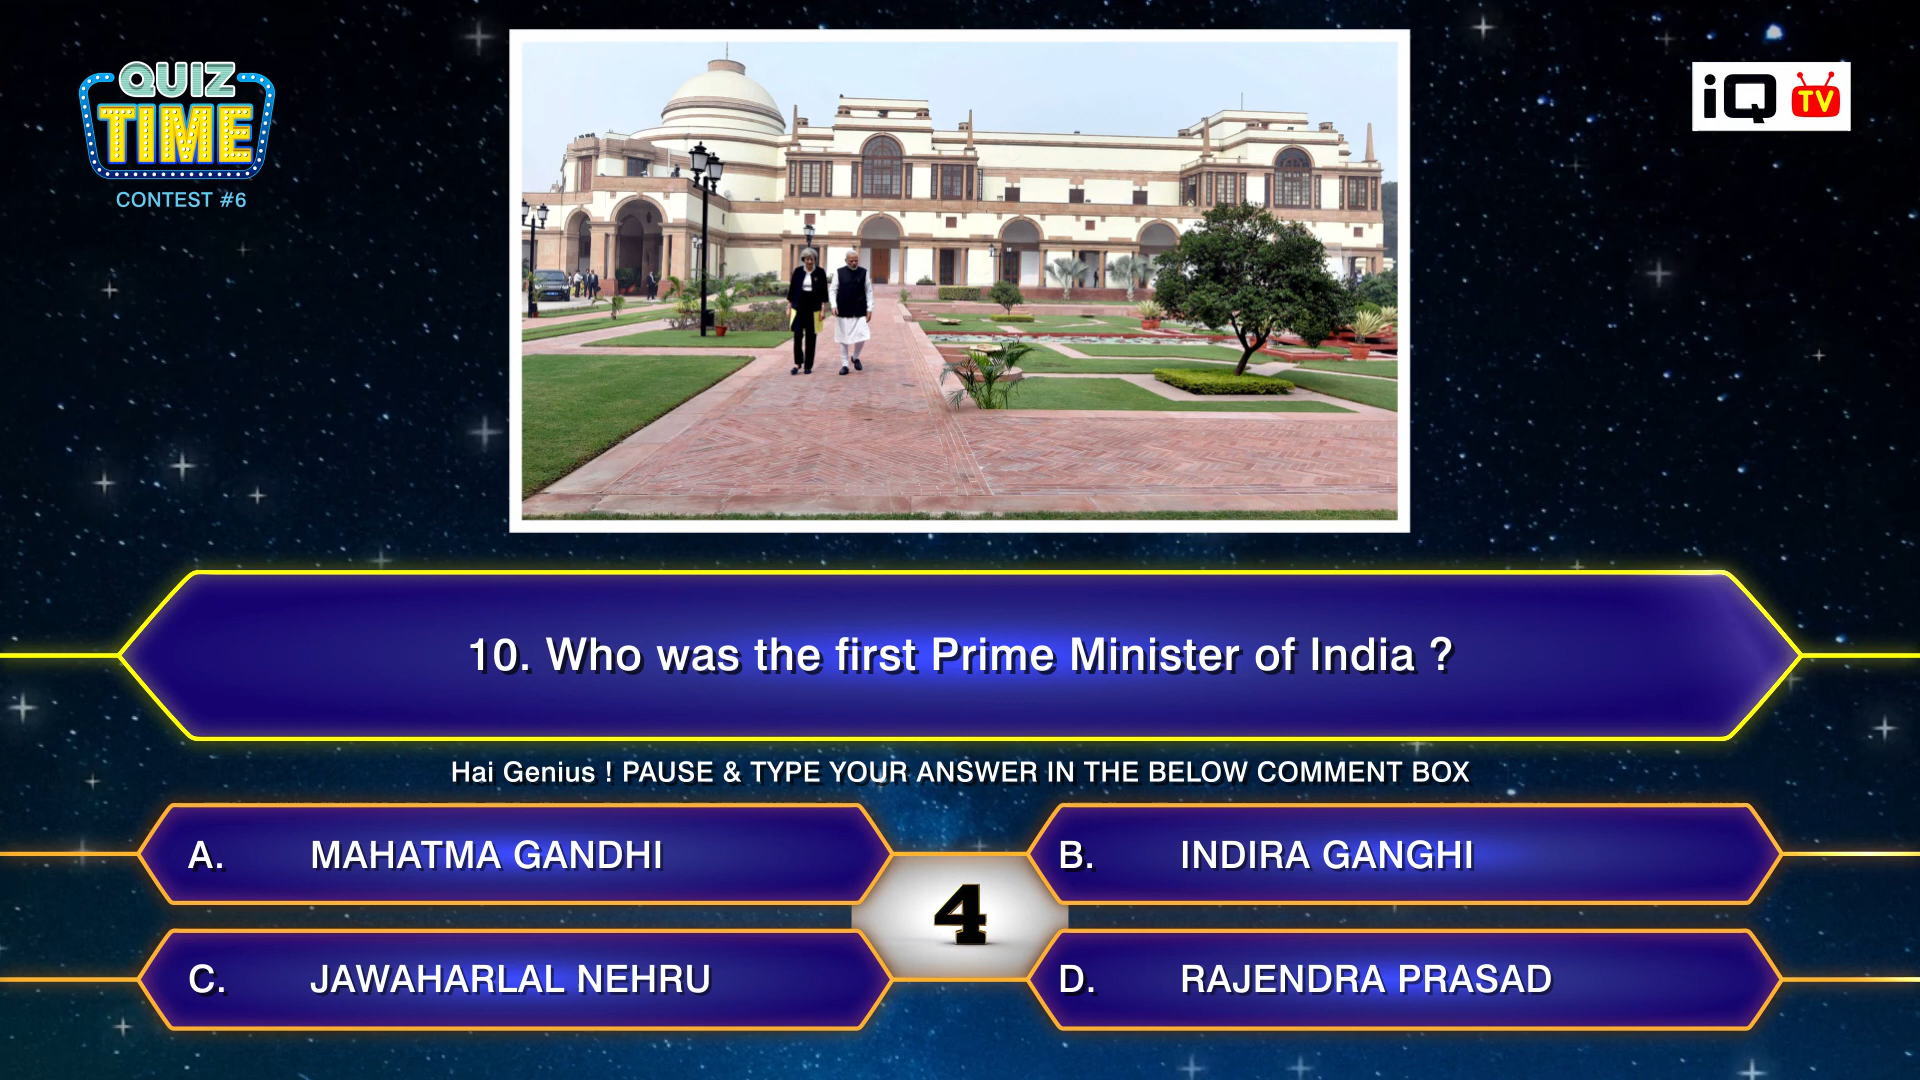 QUIZ
TIME
CONTEST #6
iQ TV
10. Who was the first Prime Minister of India ?
Hai Genius ! PAUSE & TYPE YOUR ANSWER IN THE BELOW COMMENT BOX
A. MAHATMA GANDHI
B. INDIRA GANGHI
4
C. JAWAHARLAL NEHRU
D. RAJENDRA PRASAD